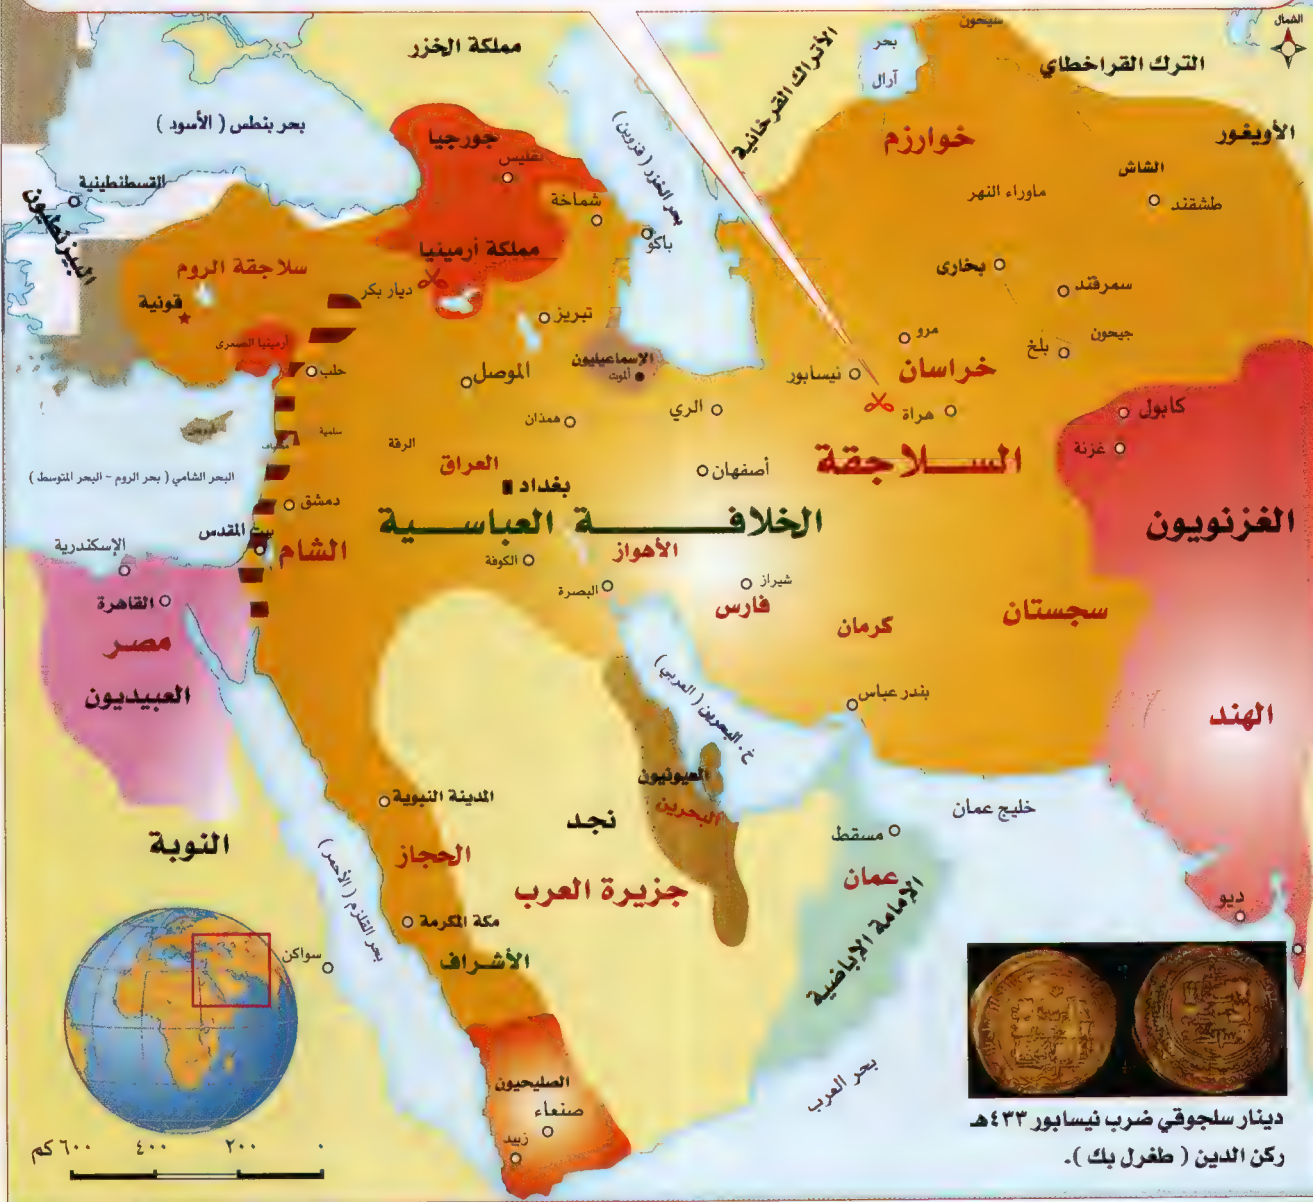 الشمال
سيحون
مملكة الخزر
الأتراك القرخانية
بحر
آرال
الترك القراخطاي
الأويغور
بحر بنطس ( الأسود )
جورجيا
تفليس
بحر الخزر ( قزوين )
خوارزم
الشاش
طشقند
ماوراء النهر
القسطنطينية
البيزنطيون
شماخة
باكو
مملكة أرمينيا
سلاجقة الروم
بخارى
سمرقند
ديار بكر
قونية
تبريز
مرو
جيحون
بلخ
أرمينيا الصغرى
الإسماعيليون
ألموت
حلب
الموصل
نيسابور
خراسان
كابول
هراة
الري
همذان
غزنة
قبرص
سلمية
مصياف
الرقة
العراق
أصفهان
السلاجقة
البحر الشامي ( بحر الروم - البحر المتوسط )
بغداد
دمشق
الخلافة العباسية
الغزنويون
بيت المقدس
الشام
الأهواز
الإسكندرية
الكوفة
البصرة
شيراز
فارس
القاهرة
مصر
كرمان
سجستان
العبيديون
خ. البحرين ( العربي )
بندر عباس
الهند
العيونيون
البحرين
المدينة النبوية
نجد
خليج عمان
مسقط
النوبة
الحجاز
بحر القلزم ( الأحمر )
جزيرة العرب
عمان
الإمامة الإباضية
ديو
مكة المكرمة
سواكن
الأشراف
الصليحيون
صنعاء
زبيد
بحر العرب
دينار سلجوقي ضرب نيسابور ٤٣٣هـ
ركن الدين ( طغرل بك ).
٠ ٢٠٠ ٤٠٠ ٦٠٠ كم